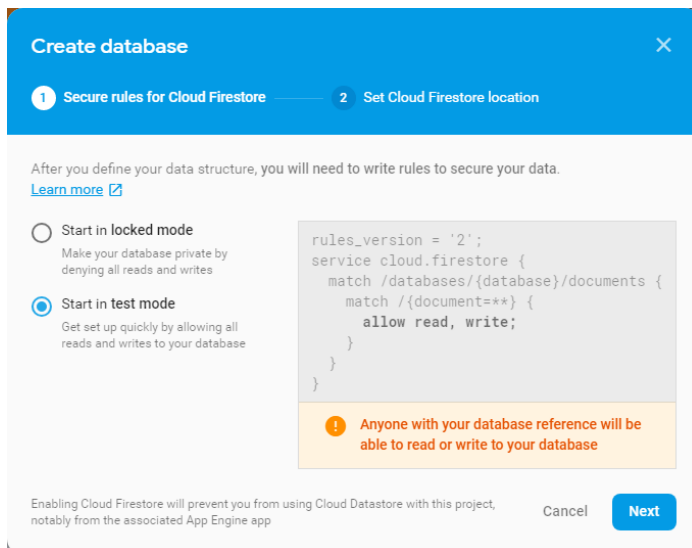 Create database
1 Secure rules for Cloud Firestore
2 Set Cloud Firestore location
After you define your data structure, you will need to write rules to secure your data.
Learn more
Start in locked mode
Make your database private by
denying all reads and writes
Start in test mode
Get set up quickly by allowing all
reads and writes to your database
rules_version = '2';
service cloud.firestore {
  match /databases/{database}/documents {
    match /{document=**} {
      allow read, write;
    }
  }
}
Anyone with your database reference will be
able to read or write to your database
Enabling Cloud Firestore will prevent you from using Cloud Datastore with this project,
notably from the associated App Engine app
Cancel
Next